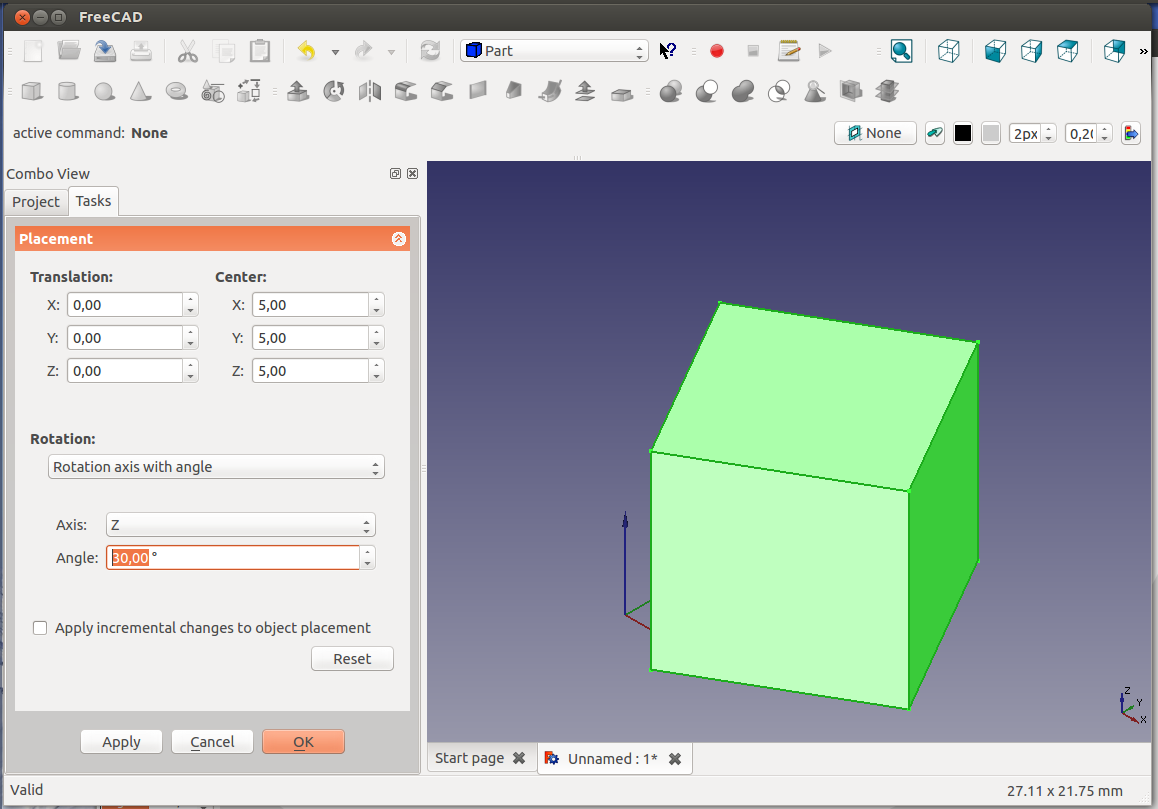 FreeCAD
Part
active command: None
None
2px
0,2
Combo View
Project
Tasks
Placement
Translation:
Center:
X: 0,00
X: 5,00
Y: 0,00
Y: 5,00
Z: 0,00
Z: 5,00
Rotation:
Rotation axis with angle
Axis: Z
Angle: 30,00 °
Apply incremental changes to object placement
Reset
Z
Y
X
Apply
Cancel
OK
Start page
Unnamed : 1*
Valid
27.11 x 21.75 mm